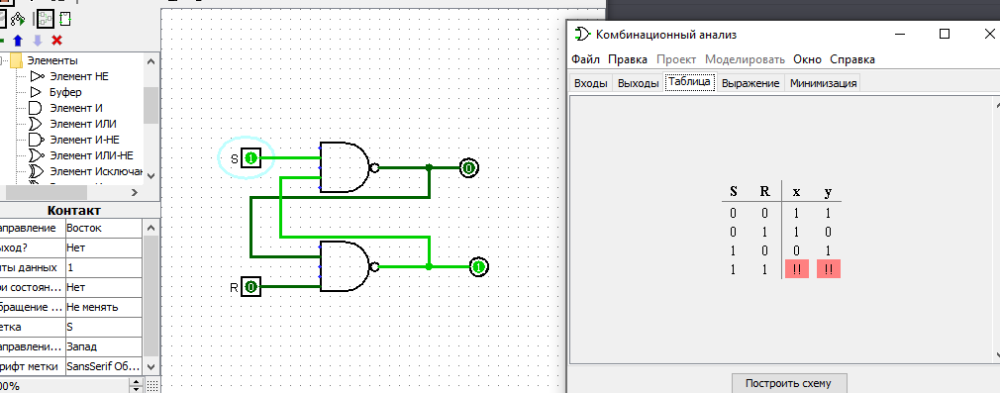 Элементы
Элемент НЕ
Буфер
Элемент И
Элемент ИЛИ
Элемент И-НЕ
Элемент ИЛИ-НЕ
Элемент Исключаю
Контакт
аправление Восток
ыход? Нет
иты данных 1
ри состоян... Нет
бращение ... Не менять
етка S
аправлени... Запад
рифт метки SansSerif Об...
00%
S 1
0
1
R 0
Комбинационный анализ
Файл Правка Проект Моделировать Окно Справка
Входы Выходы Таблица Выражение Минимизация
S R x y
0 0 1 1
0 1 1 0
1 0 0 1
1 1 !! !!
Построить схему